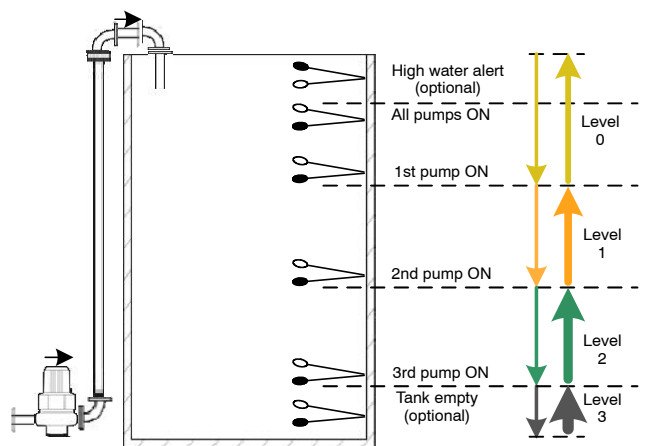 High water alert
(optional)
All pumps ON
Level
0
1st pump ON
Level
1
2nd pump ON
Level
2
3rd pump ON
Tank empty
(optional)
Level
3